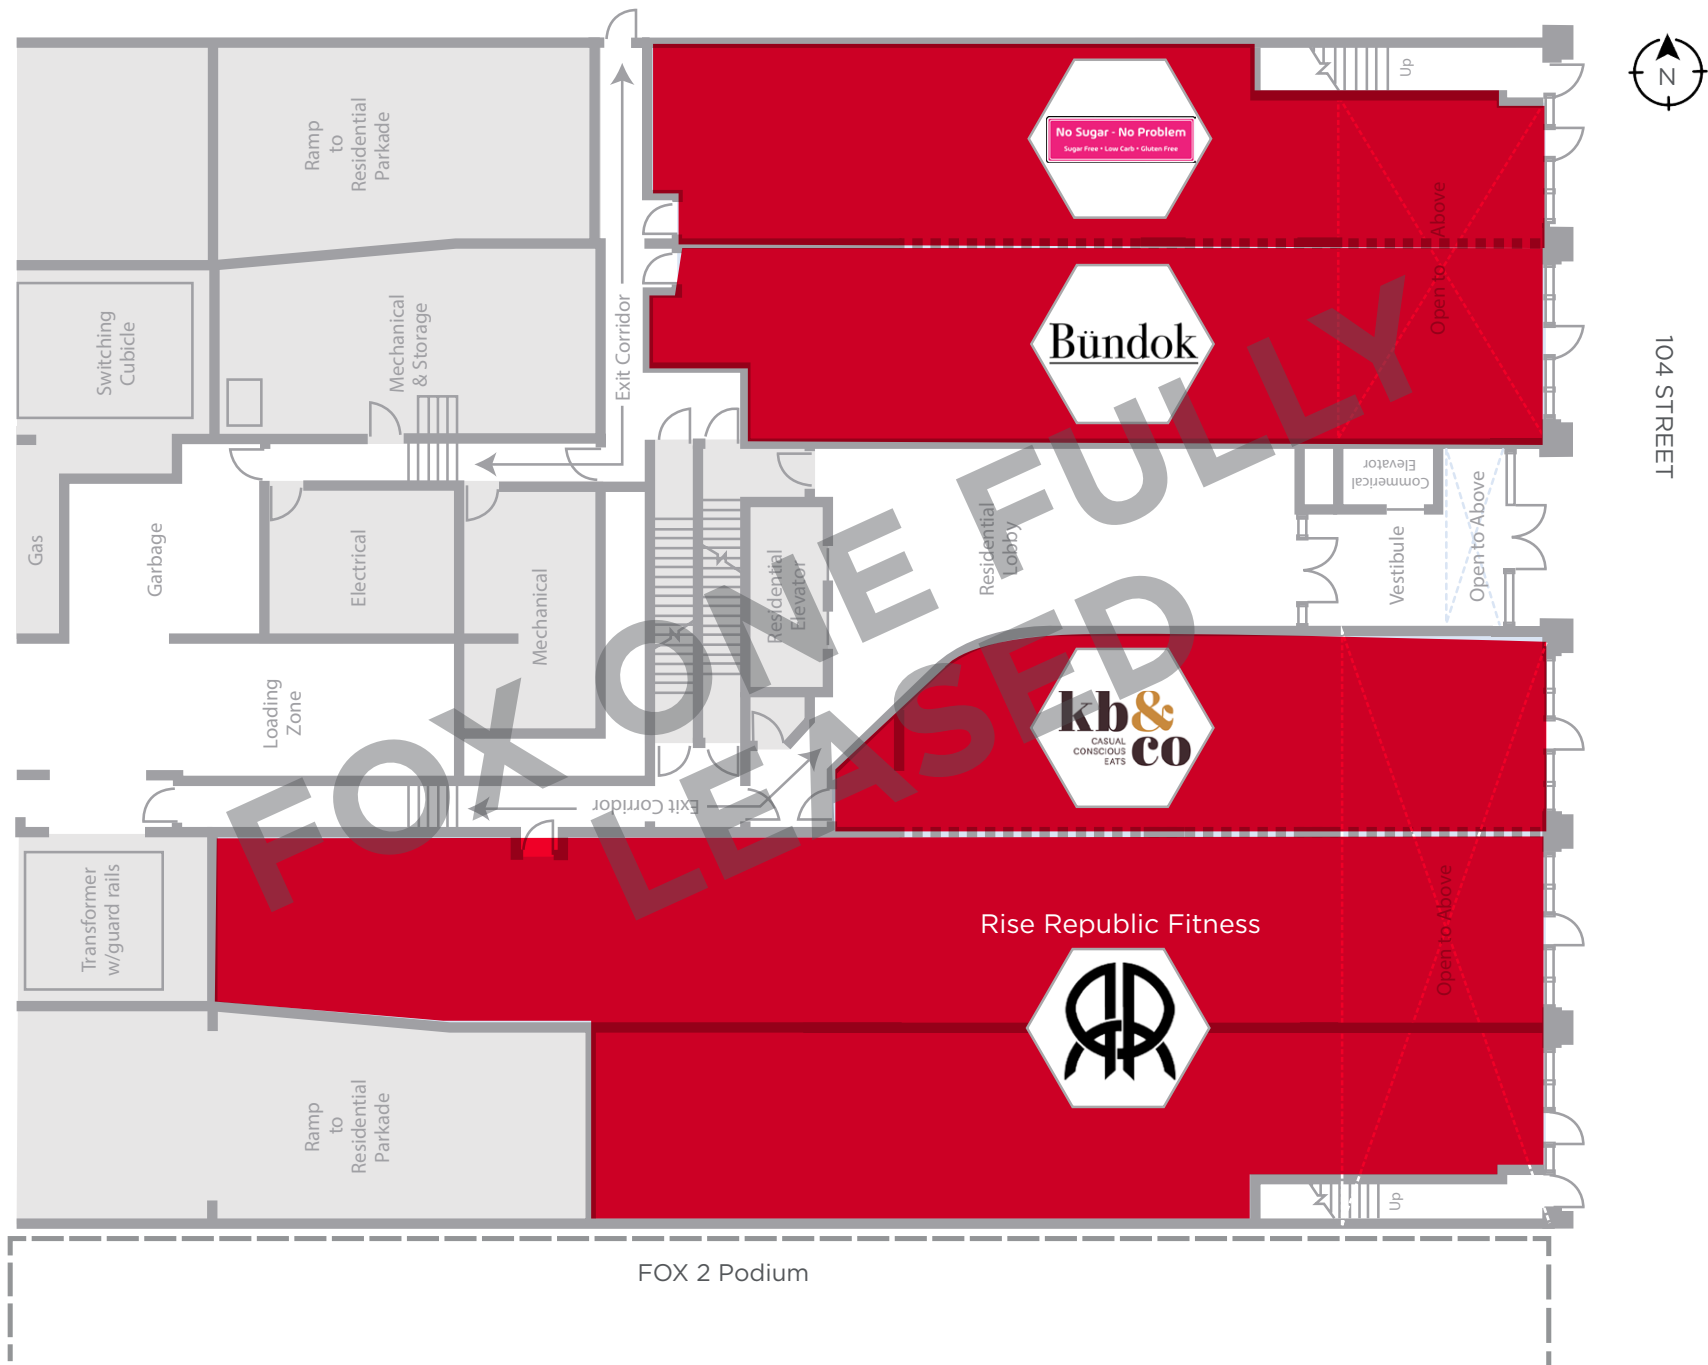 Up
N
Ramp
to
Residential
Parkade
No Sugar - No Problem
Sugar Free • Low Carb • Gluten Free
Open to Above
Switching
Cubicle
Mechanical
& Storage
Exit Corridor
Bündok
104 STREET
Gas
Garbage
Electrical
Mechanical
Residential
Elevator
Residential
Lobby
Commerical
Elevator
Vestibule
Open to Above
FOX ONE FULLY
LEASED
Loading
Zone
kb&
co
CASUAL
CONSCIOUS
EATS
Exit Corridor
Transformer
w/guard rails
Rise Republic Fitness
Open to Above
Ramp
to
Residential
Parkade
Up
FOX 2 Podium